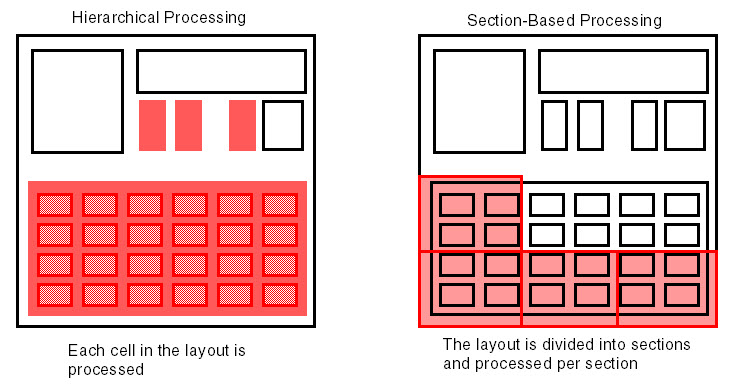 Hierarchical Processing
Section-Based Processing
Each cell in the layout is
processed
The layout is divided into sections
and processed per section